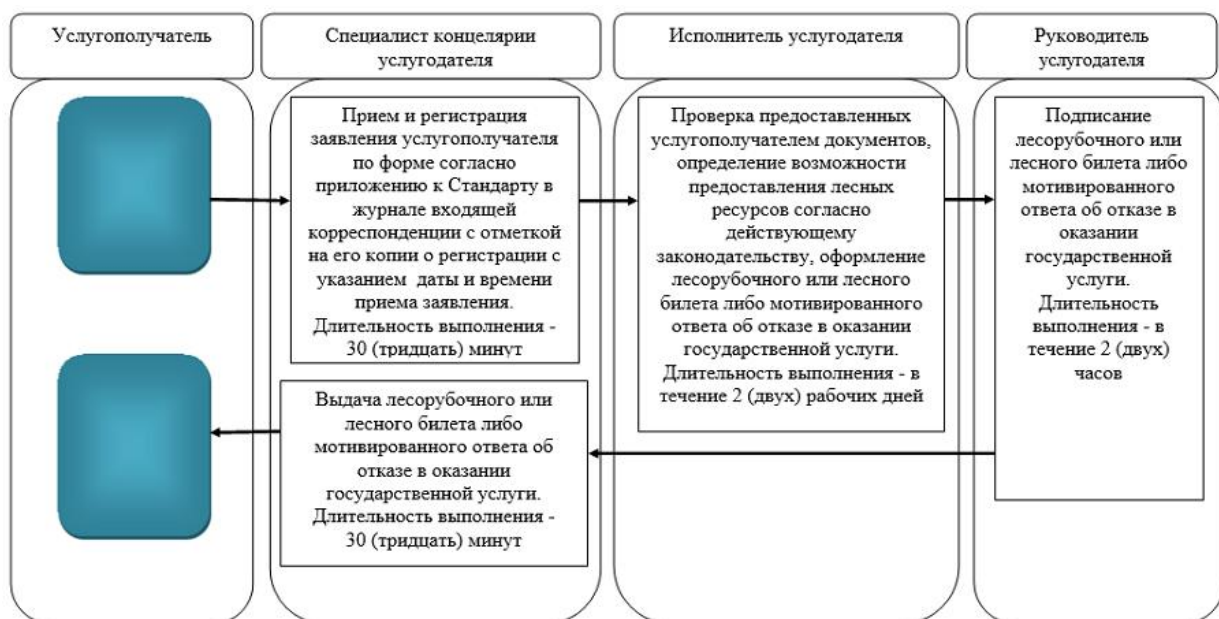 Услугополучатель
Специалист концелярии
услугодателя
Исполнитель услугодателя
Руководитель
услугодателя
Прием и регистрация
заявления услугополучателя
по форме согласно
приложению к Стандарту в
журнале входящей
корреспонденции с отметкой
на его копии о регистрации с
указанием даты и времени
приема заявления.
Длительность выполнения -
30 (тридцать) минут
Проверка предоставленных
услугополучателем документов,
определение возможности
предоставления лесных
ресурсов согласно
действующему
законодательству, оформление
лесорубочного или лесного
билета либо мотивированного
ответа об отказе в оказании
государственной услуги.
Длительность выполнения - в
течение 2 (двух) рабочих дней
Подписание
лесорубочного или
лесного билета либо
мотивированного
ответа об отказе в
оказании
государственной
услуги.
Длительность
выполнения - в
течение 2 (двух)
часов
Выдача лесорубочного или
лесного билета либо
мотивированного ответа об
отказе в оказании
государственной услуги.
Длительность выполнения -
30 (тридцать) минут